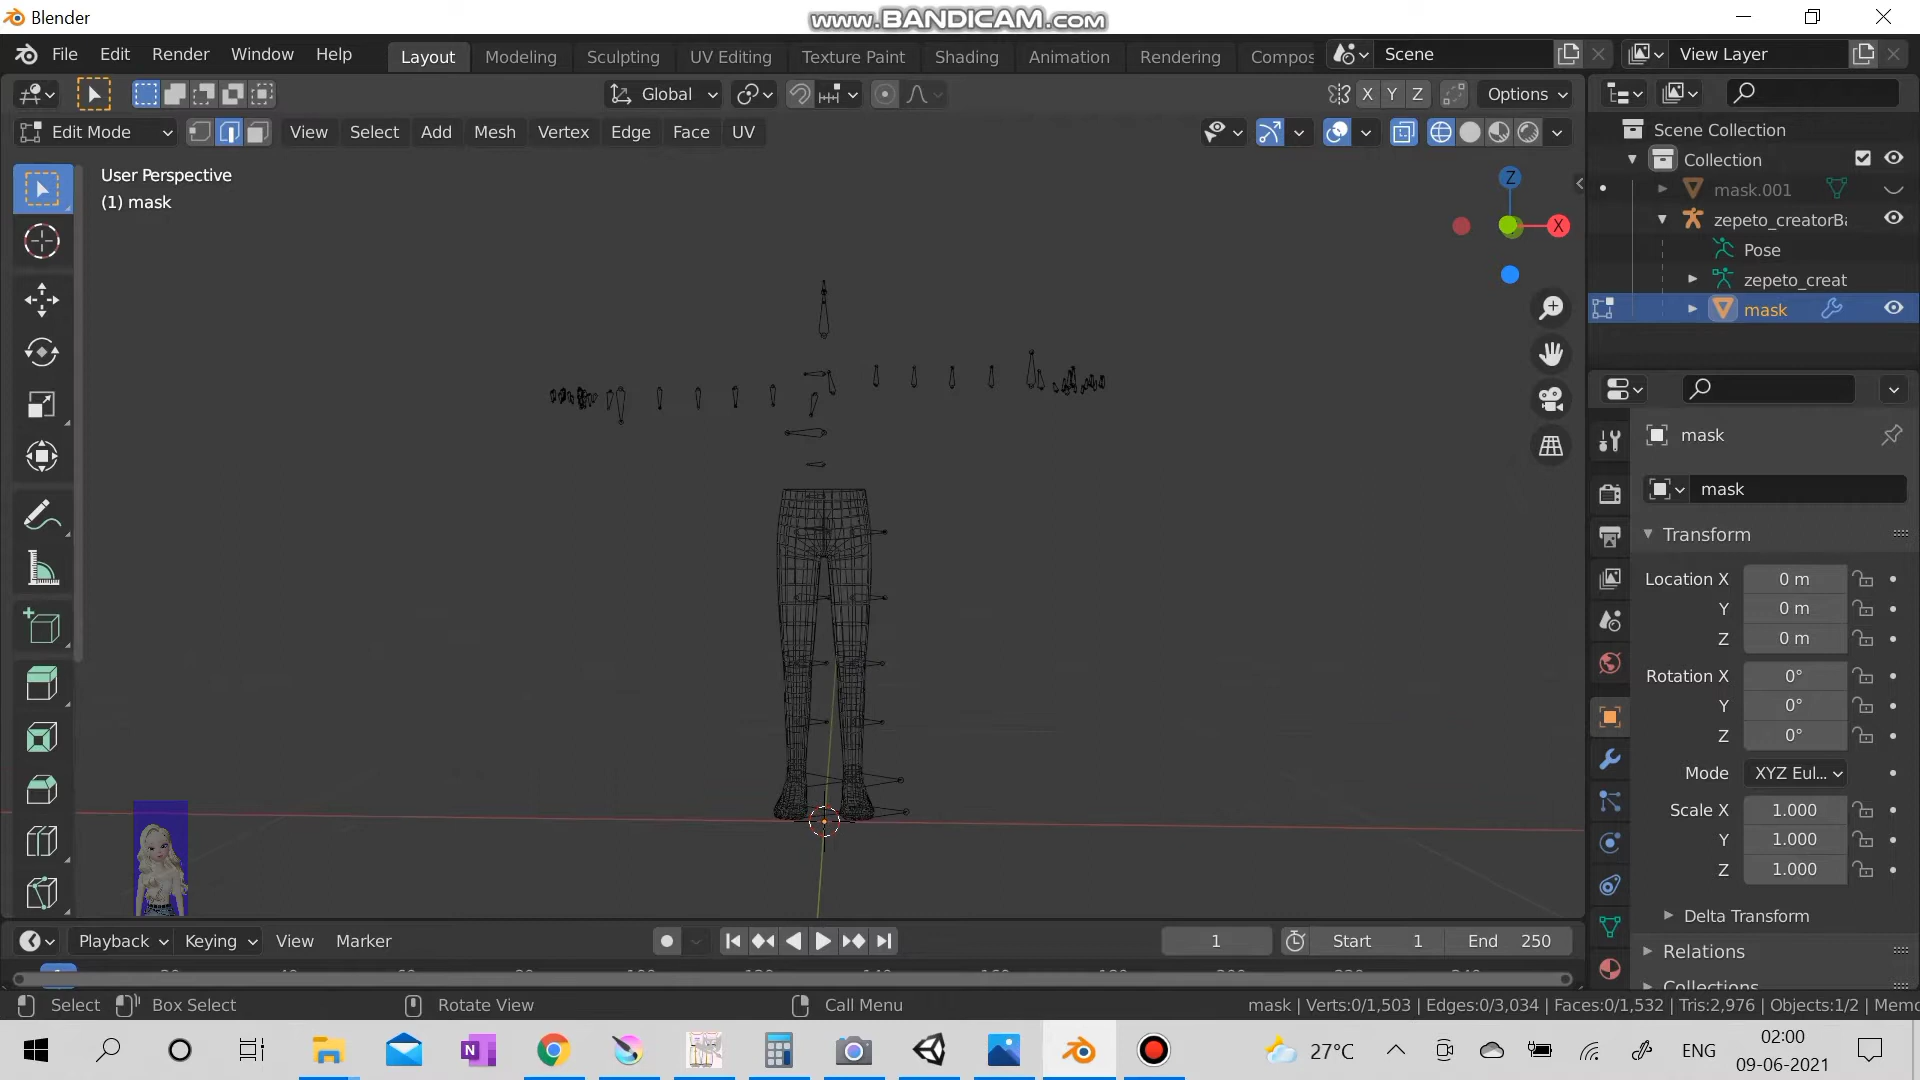 Blender
www.BANDICAM.com
File Edit Render Window Help
Layout Modeling Sculpting UV Editing Texture Paint Shading Animation Rendering Compos
Scene
View Layer
Global
X Y Z
Options
Edit Mode
View Select Add Mesh Vertex Edge Face UV
User Perspective
(1) mask
Z
X
Scene Collection
Collection
mask.001
zepeto_creatorBa
Pose
zepeto_creat
mask
mask
mask
Transform
Location X 0 m
Y 0 m
Z 0 m
Rotation X 0°
Y 0°
Z 0°
Mode XYZ Eul...
Scale X 1.000
Y 1.000
Z 1.000
Delta Transform
Relations
Collections
Playback Keying View Marker
1
Start 1
End 250
Select Box Select Rotate View Call Menu
mask | Verts:0/1,503 | Edges:0/3,034 | Faces:0/1,532 | Tris:2,976 | Objects:1/2 | Memo
N
27°C
ENG
02:00
09-06-2021